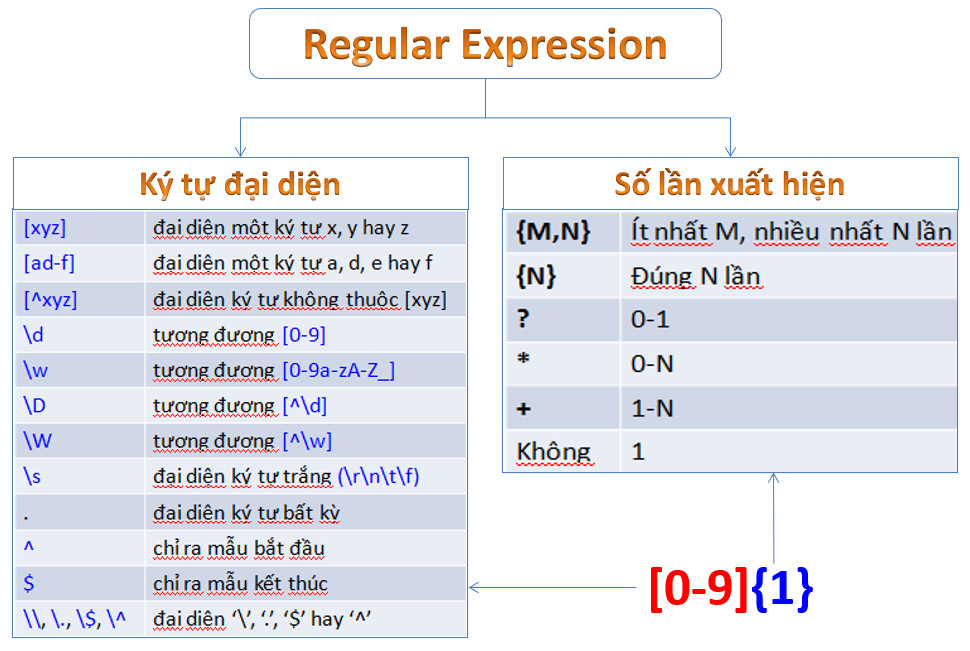 Regular Expression
Ký tự đại diện
[xyz] đại diện một ký tự x, y hay z
[ad-f] đại diện một ký tự a, d, e hay f
[^xyz] đại diện ký tự không thuộc [xyz]
\d tương đương [0-9]
\w tương đương [0-9a-zA-Z_]
\D tương đương [^\d]
\W tương đương [^\w]
\s đại diện ký tự trắng (\r\n\t\f)
. đại diện ký tự bất kỳ
^ chỉ ra mẫu bắt đầu
$ chỉ ra mẫu kết thúc
\\, \., \$, \^ đại diện ‘\’, ‘.’, ‘$’ hay ‘^’
Số lần xuất hiện
{M,N} Ít nhất M, nhiều nhất N lần
{N} Đúng N lần
? 0-1
* 0-N
+ 1-N
Không 1
[0-9]{1}